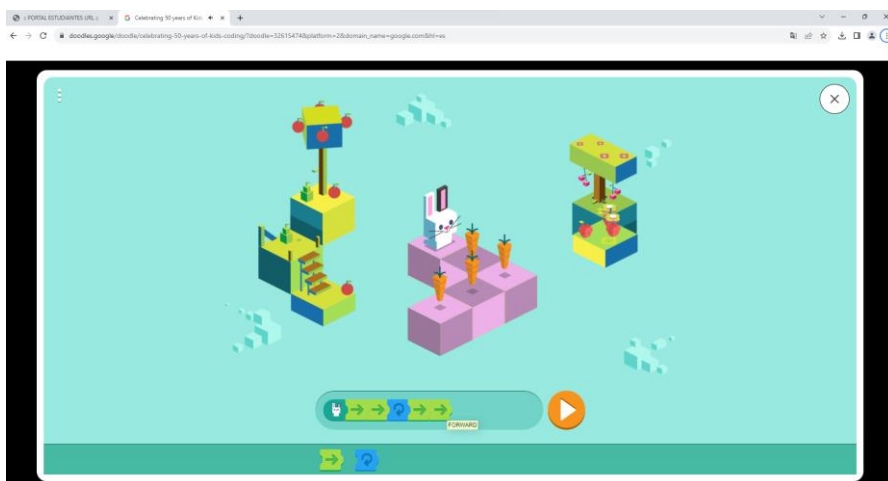 :: PORTAL ESTUDIANTES URL ::
Celebrating 50 years of Kids
doodles.google/doodle/celebrating-50-years-of-kids-coding/?doodle=32615474&platform=2&domain_name=google.com&hl=es
FORWARD